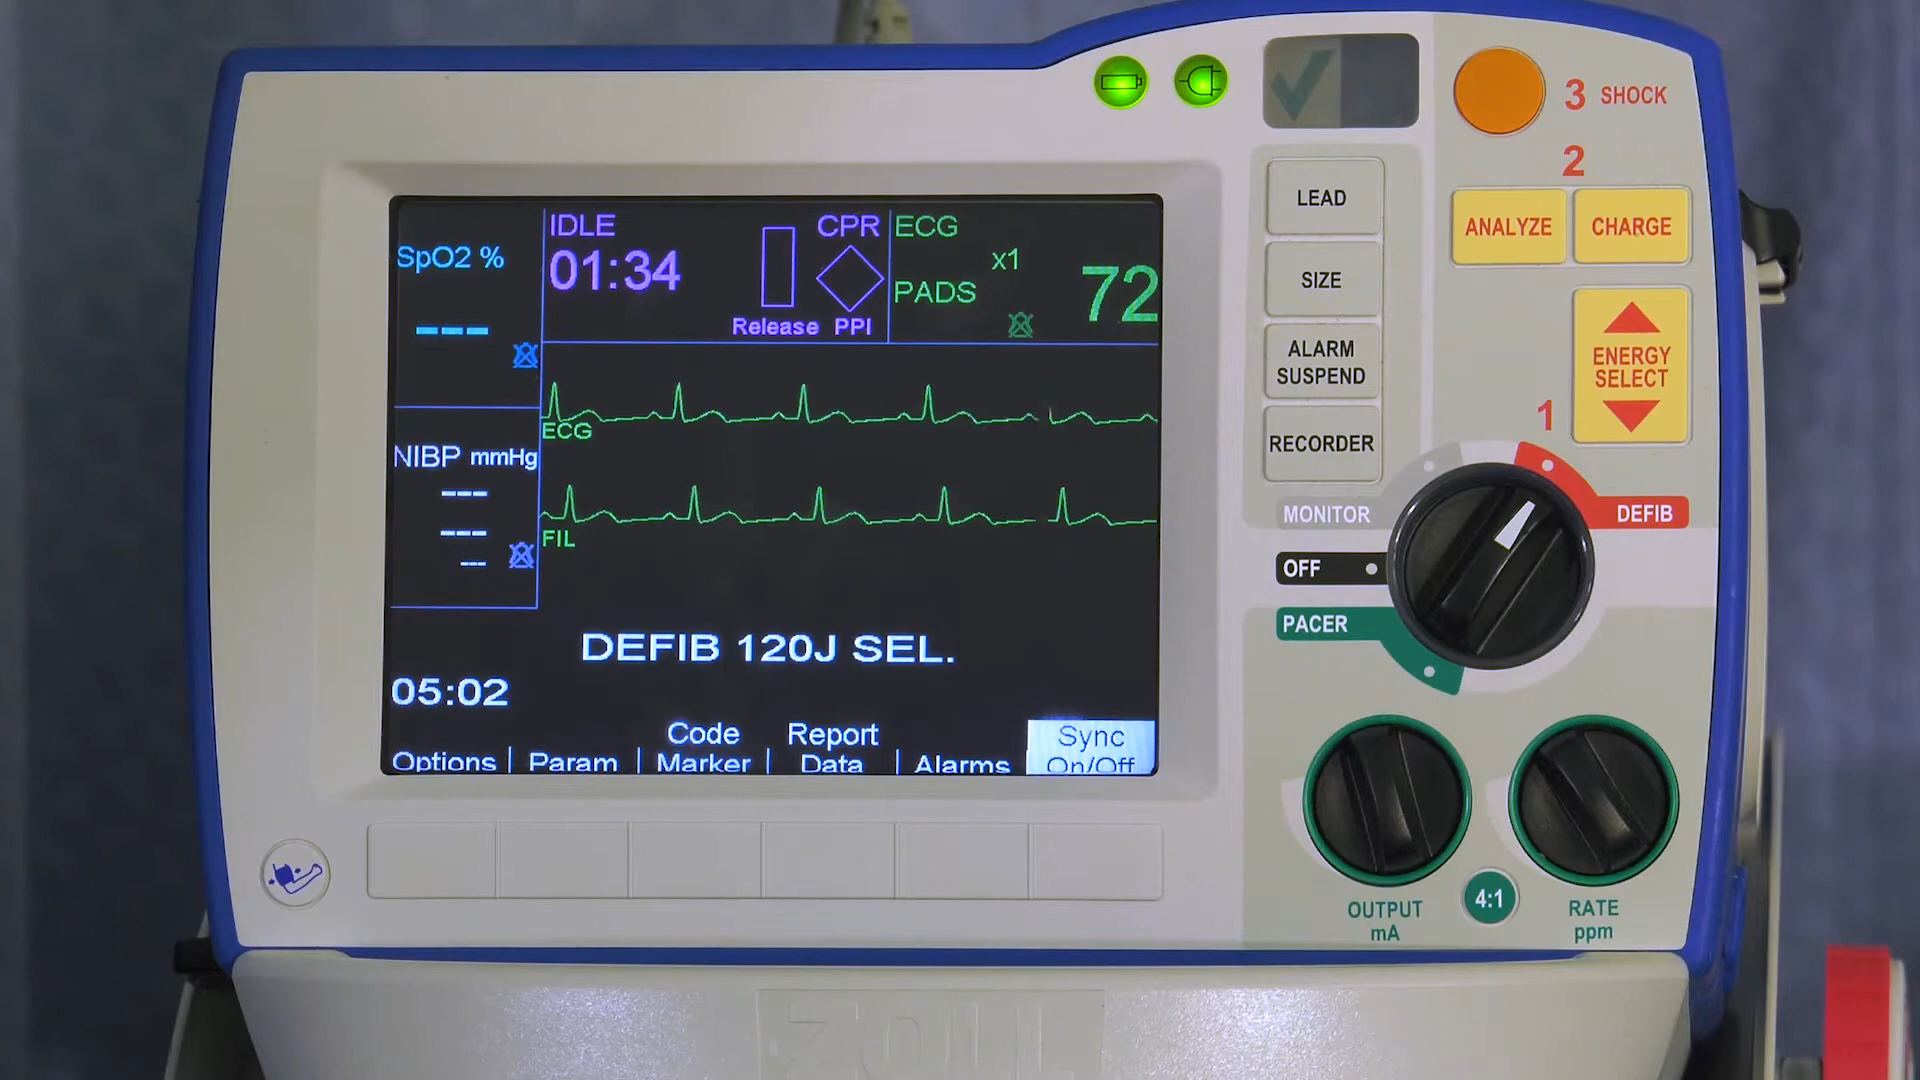 3 SHOCK
2
ANALYZE
CHARGE
ENERGY
SELECT
1
LEAD
SIZE
ALARM
SUSPEND
RECORDER
MONITOR
DEFIB
OFF
PACER
OUTPUT
mA
4:1
RATE
ppm
SpO2 %
---
IDLE
01:34
CPR
Release PPI
ECG
x1
PADS
72
ECG
NIBP mmHg
---
---
---
FIL
DEFIB 120J SEL.
05:02
Options
Param
Code
Marker
Report
Data
Alarms
Sync
On/Off
ZOLL